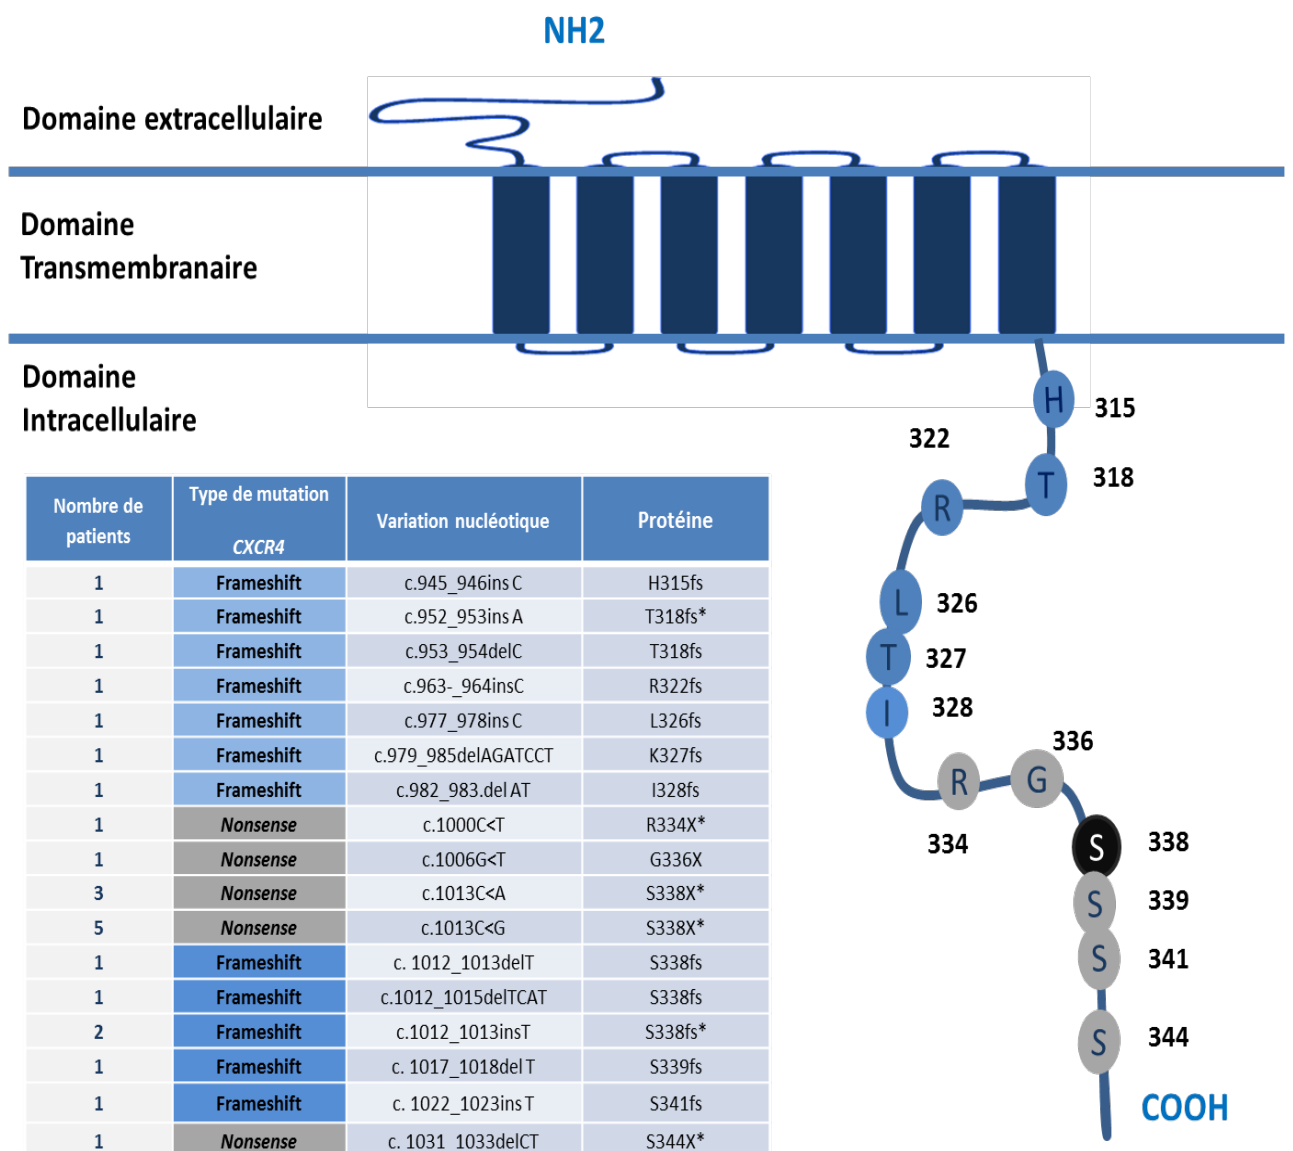 NH2
Domaine extracellulaire
Domaine
Transmembranaire
Domaine
Intracellulaire
H 315
322
T 318
R
L 326
T 327
I 328
336
R G
334
S 338
S 339
S 341
S 344
COOH
Nombre de patients Type de mutation CXCR4 Variation nucléotique Protéine
1 Frameshift c.945_946ins C H315fs
1 Frameshift c.952_953ins A T318fs*
1 Frameshift c.953_954delC T318fs
1 Frameshift c.963-_964insC R322fs
1 Frameshift c.977_978ins C L326fs
1 Frameshift c.979_985delAGATCCT K327fs
1 Frameshift c.982_983.del AT I328fs
1 Nonsense c.1000C<T R334X*
1 Nonsense c.1006G<T G336X
3 Nonsense c.1013C<A S338X*
5 Nonsense c.1013C<G S338X*
1 Frameshift c. 1012_1013delT S338fs
1 Frameshift c.1012_1015delTCAT S338fs
2 Frameshift c.1012_1013insT S338fs*
1 Frameshift c. 1017_1018del T S339fs
1 Frameshift c. 1022_1023ins T S341fs
1 Nonsense c. 1031_1033delCT S344X*